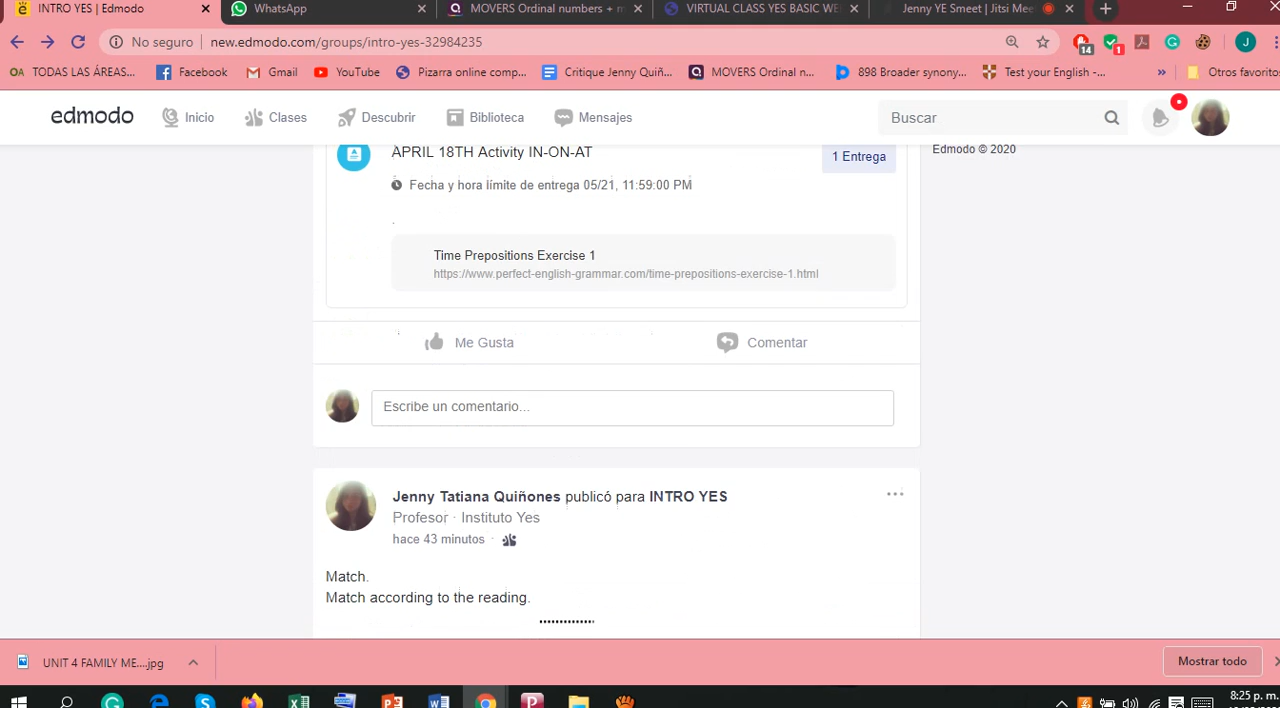 INTRO YES | Edmodo
WhatsApp
MOVERS Ordinal numbers + m
VIRTUAL CLASS YES BASIC WE
Jenny YE Smeet | Jitsi Mee
No seguro
new.edmodo.com/groups/intro-yes-32984235
14
1
J
OA TODAS LAS ÁREAS...
Facebook
Gmail
YouTube
Pizarra online comp...
Critique Jenny Quiñ...
MOVERS Ordinal n...
898 Broader synony...
Test your English -...
»
Otros favoritos
edmodo
Inicio
Clases
Descubrir
Biblioteca
Mensajes
Buscar
APRIL 18TH Activity IN-ON-AT
1 Entrega
Edmodo © 2020
Fecha y hora límite de entrega 05/21, 11:59:00 PM
.
Time Prepositions Exercise 1
https://www.perfect-english-grammar.com/time-prepositions-exercise-1.html
Me Gusta
Comentar
Escribe un comentario...
Jenny Tatiana Quiñones publicó para INTRO YES
Profesor · Instituto Yes
hace 43 minutos ·
Match.
Match according to the reading.
UNIT 4 FAMILY ME....jpg
Mostrar todo
8:25 p. m.